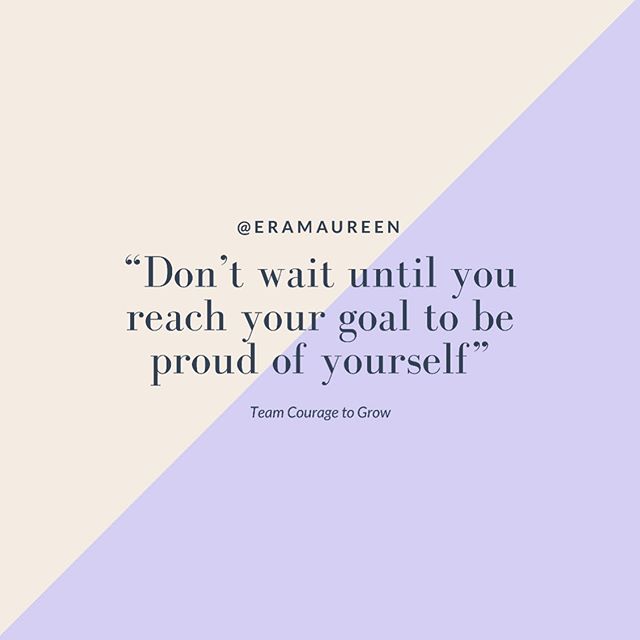 @ERAMAUREEN
“Don’t wait until you
reach your goal to be
proud of yourself”
Team Courage to Grow